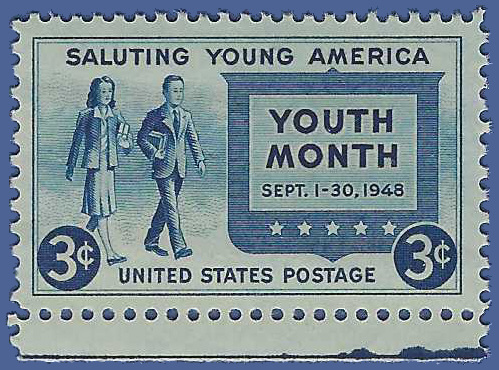 SALUTING YOUNG AMERICA
YOUTH
MONTH
SEPT. 1-30, 1948
3¢ 3¢
UNITED STATES POSTAGE